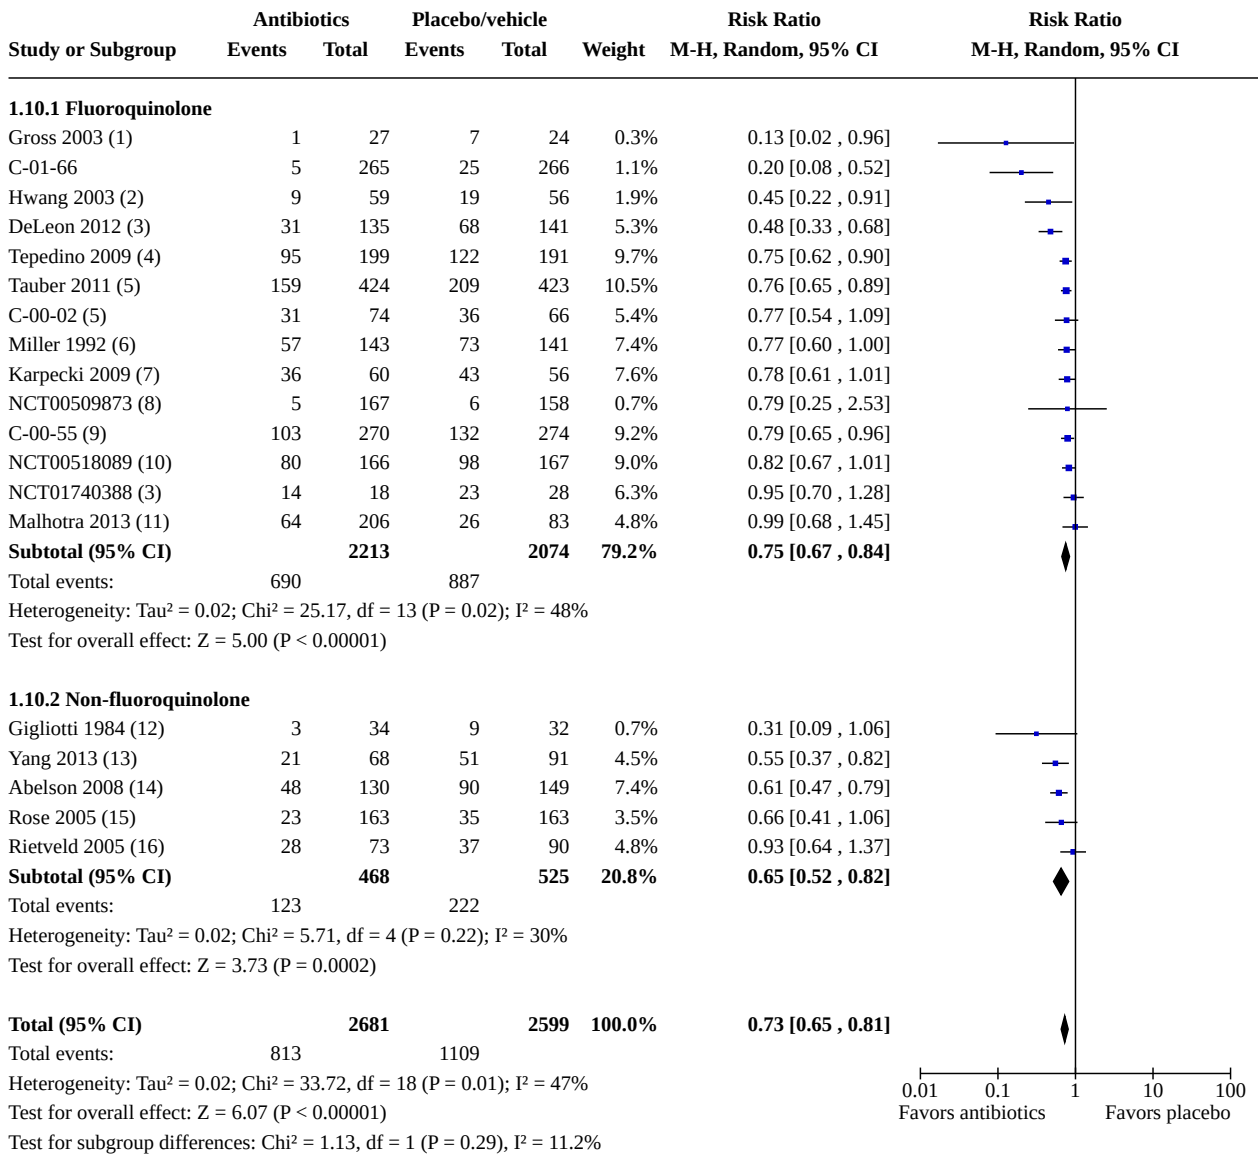 Antibiotics Placebo/vehicle Risk Ratio Risk Ratio
Study or Subgroup Events Total Events Total Weight M-H, Random, 95% CI M-H, Random, 95% CI
1.10.1 Fluoroquinolone
Gross 2003 (1) 1 27 7 24 0.3% 0.13 [0.02 , 0.96]
C-01-66 5 265 25 266 1.1% 0.20 [0.08 , 0.52]
Hwang 2003 (2) 9 59 19 56 1.9% 0.45 [0.22 , 0.91]
DeLeon 2012 (3) 31 135 68 141 5.3% 0.48 [0.33 , 0.68]
Tepedino 2009 (4) 95 199 122 191 9.7% 0.75 [0.62 , 0.90]
Tauber 2011 (5) 159 424 209 423 10.5% 0.76 [0.65 , 0.89]
C-00-02 (5) 31 74 36 66 5.4% 0.77 [0.54 , 1.09]
Miller 1992 (6) 57 143 73 141 7.4% 0.77 [0.60 , 1.00]
Karpecki 2009 (7) 36 60 43 56 7.6% 0.78 [0.61 , 1.01]
NCT00509873 (8) 5 167 6 158 0.7% 0.79 [0.25 , 2.53]
C-00-55 (9) 103 270 132 274 9.2% 0.79 [0.65 , 0.96]
NCT00518089 (10) 80 166 98 167 9.0% 0.82 [0.67 , 1.01]
NCT01740388 (3) 14 18 23 28 6.3% 0.95 [0.70 , 1.28]
Malhotra 2013 (11) 64 206 26 83 4.8% 0.99 [0.68 , 1.45]
Subtotal (95% CI) 2213 2074 79.2% 0.75 [0.67 , 0.84]
Total events: 690 887
Heterogeneity: Tau² = 0.02; Chi² = 25.17, df = 13 (P = 0.02); I² = 48%
Test for overall effect: Z = 5.00 (P < 0.00001)
1.10.2 Non-fluoroquinolone
Gigliotti 1984 (12) 3 34 9 32 0.7% 0.31 [0.09 , 1.06]
Yang 2013 (13) 21 68 51 91 4.5% 0.55 [0.37 , 0.82]
Abelson 2008 (14) 48 130 90 149 7.4% 0.61 [0.47 , 0.79]
Rose 2005 (15) 23 163 35 163 3.5% 0.66 [0.41 , 1.06]
Rietveld 2005 (16) 28 73 37 90 4.8% 0.93 [0.64 , 1.37]
Subtotal (95% CI) 468 525 20.8% 0.65 [0.52 , 0.82]
Total events: 123 222
Heterogeneity: Tau² = 0.02; Chi² = 5.71, df = 4 (P = 0.22); I² = 30%
Test for overall effect: Z = 3.73 (P = 0.0002)
Total (95% CI) 2681 2599 100.0% 0.73 [0.65 , 0.81]
Total events: 813 1109
Heterogeneity: Tau² = 0.02; Chi² = 33.72, df = 18 (P = 0.01); I² = 47%
0.01 0.1 1 10 100
Test for overall effect: Z = 6.07 (P < 0.00001)
Favors antibiotics Favors placebo
Test for subgroup differences: Chi² = 1.13, df = 1 (P = 0.29), I² = 11.2%